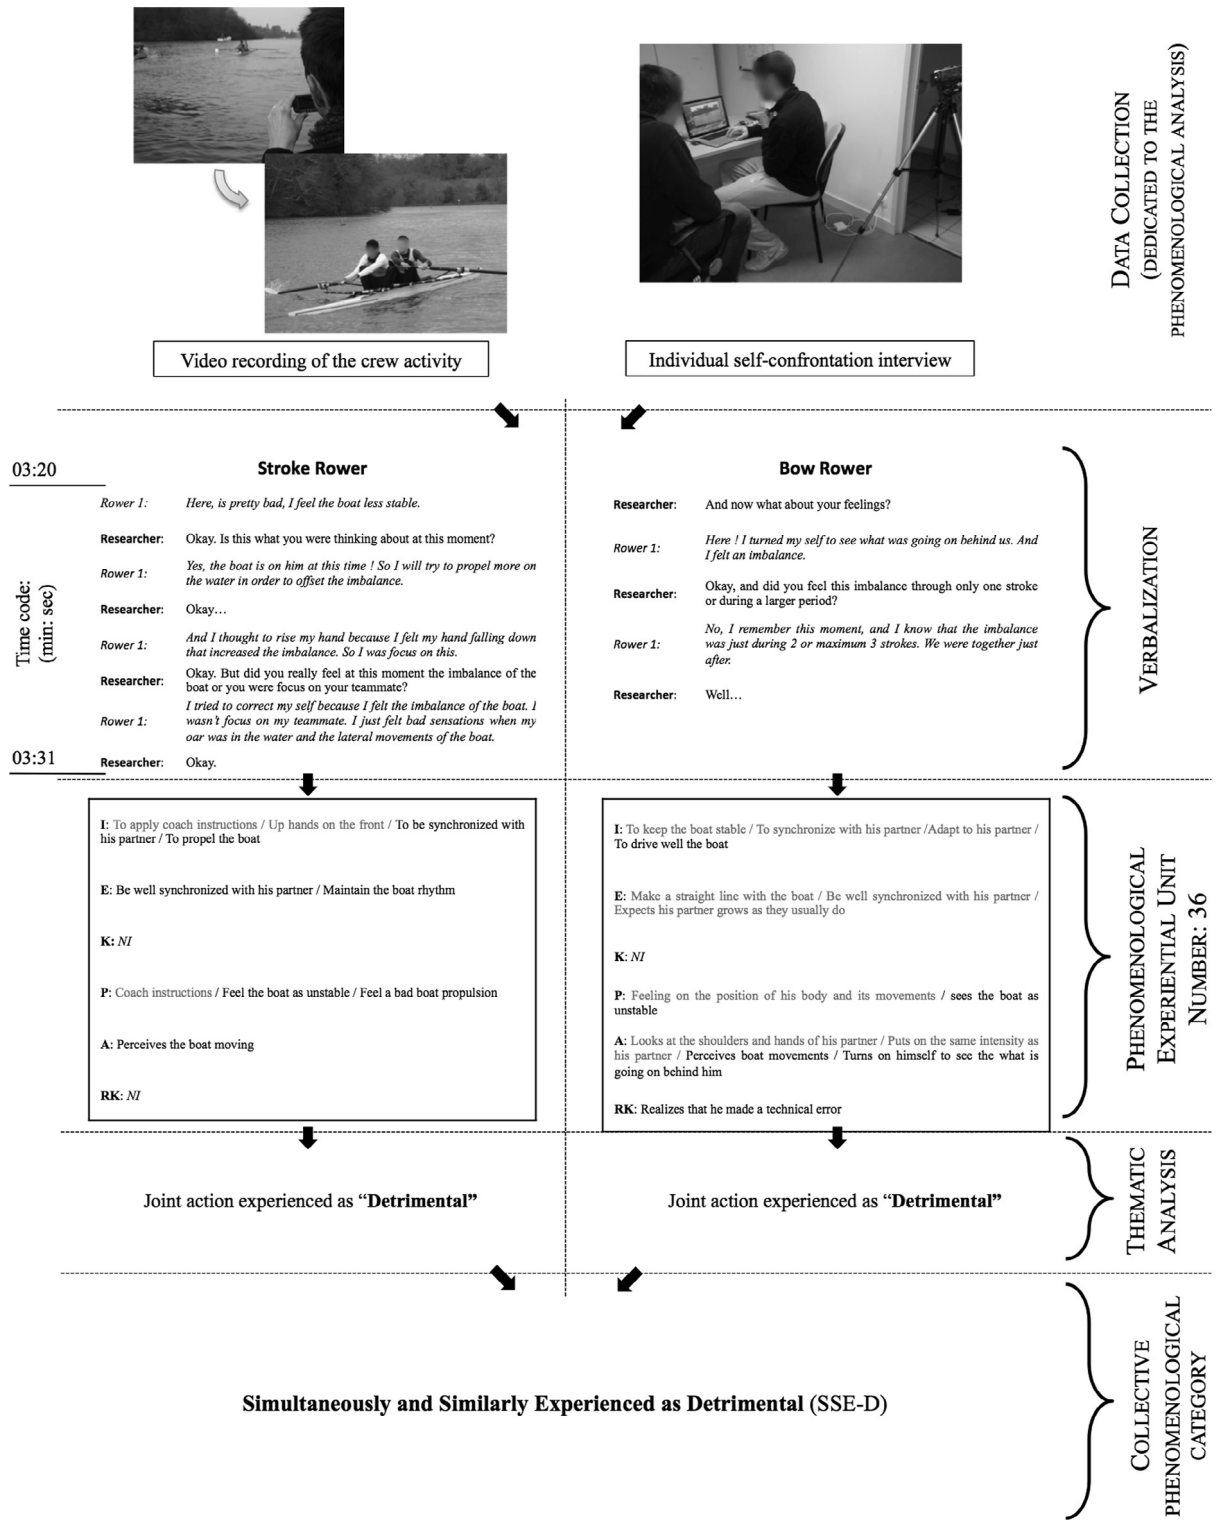 DATA COLLECTION
(DEDICATED TO THE
PHENOMENOLOGICAL ANALYSIS)
Video recording of the crew activity
Individual self-confrontation interview
Time code:
(min: sec)
03:20
03:31
Stroke Rower
Rower 1: Here, is pretty bad, I feel the boat less stable.
Researcher: Okay. Is this what you were thinking about at this moment?
Rower 1: Yes, the boat is on him at this time ! So I will try to propel more on
the water in order to offset the imbalance.
Researcher: Okay…
Rower 1: And I thought to rise my hand because I felt my hand falling down
that increased the imbalance. So I was focus on this.
Researcher: Okay. But did you really feel at this moment the imbalance of the
boat or you were focus on your teammate?
Rower 1: I tried to correct my self because I felt the imbalance of the boat. I
wasn't focus on my teammate. I just felt bad sensations when my
oar was in the water and the lateral movements of the boat.
Researcher: Okay.
Bow Rower
Researcher: And now what about your feelings?
Rower 1: Here ! I turned my self to see what was going on behind us. And
I felt an imbalance.
Researcher: Okay, and did you feel this imbalance through only one stroke
or during a larger period?
Rower 1: No, I remember this moment, and I know that the imbalance
was just during 2 or maximum 3 strokes. We were together just
after.
Researcher: Well…
VERBALIZATION
I: To apply coach instructions / Up hands on the front / To be synchronized with
his partner / To propel the boat
E: Be well synchronized with his partner / Maintain the boat rhythm
K: NI
P: Coach instructions / Feel the boat as unstable / Feel a bad boat propulsion
A: Perceives the boat moving
RK: NI
I: To keep the boat stable / To synchronize with his partner /Adapt to his partner /
To drive well the boat
E: Make a straight line with the boat / Be well synchronized with his partner /
Expects his partner grows as they usually do
K: NI
P: Feeling on the position of his body and its movements / sees the boat as
unstable
A: Looks at the shoulders and hands of his partner / Puts on the same intensity as
his partner / Perceives boat movements / Turns on himself to see the what is
going on behind him
RK: Realizes that he made a technical error
PHENOMENOLOGICAL
EXPERIENTIAL UNIT
NUMBER: 36
Joint action experienced as “Detrimental”
Joint action experienced as “Detrimental”
THEMATIC
ANALYSIS
Simultaneously and Similarly Experienced as Detrimental (SSE-D)
COLLECTIVE
PHENOMENOLOGICAL
CATEGORY